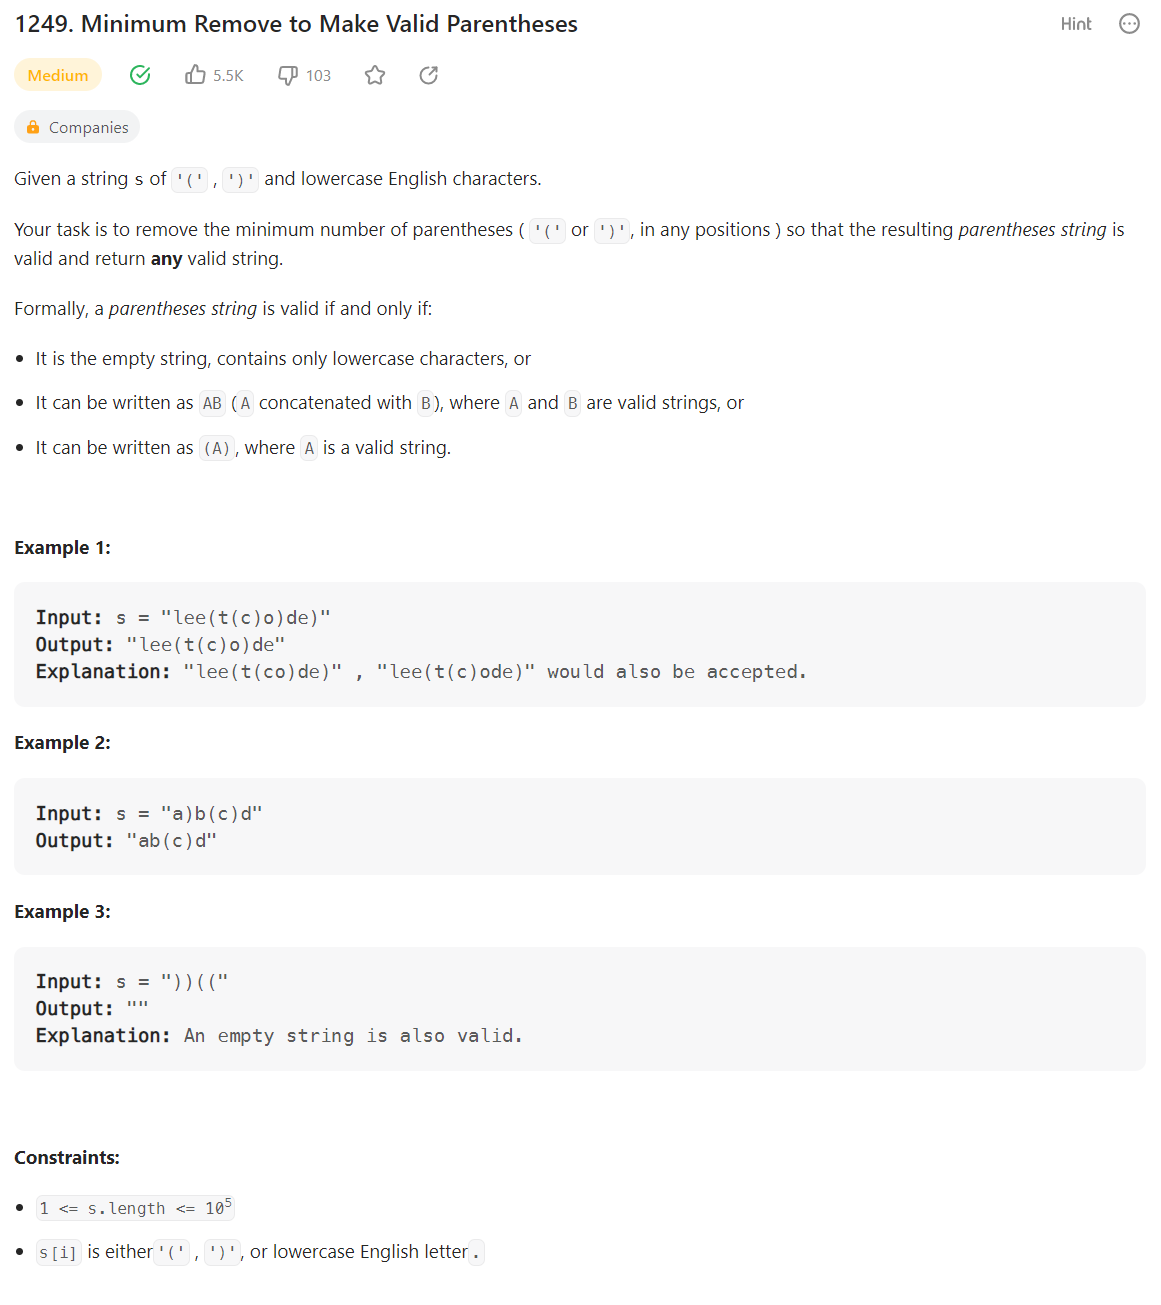 1249. Minimum Remove to Make Valid Parentheses
Hint
Medium
5.5K
103
Companies
Given a string s of '(' , ')' and lowercase English characters.
Your task is to remove the minimum number of parentheses ( '(' or ')', in any positions ) so that the resulting parentheses string is
valid and return any valid string.
Formally, a parentheses string is valid if and only if:
• It is the empty string, contains only lowercase characters, or
• It can be written as AB (A concatenated with B), where A and B are valid strings, or
• It can be written as (A), where A is a valid string.
Example 1:
Input: s = "lee(t(c)o)de)"
Output: "lee(t(c)o)de"
Explanation: "lee(t(co)de)" , "lee(t(c)ode)" would also be accepted.
Example 2:
Input: s = "a)b(c)d"
Output: "ab(c)d"
Example 3:
Input: s = "))(("
Output: ""
Explanation: An empty string is also valid.
Constraints:
• 1 <= s.length <= 10⁵
• s[i] is either '(' , ')', or lowercase English letter.